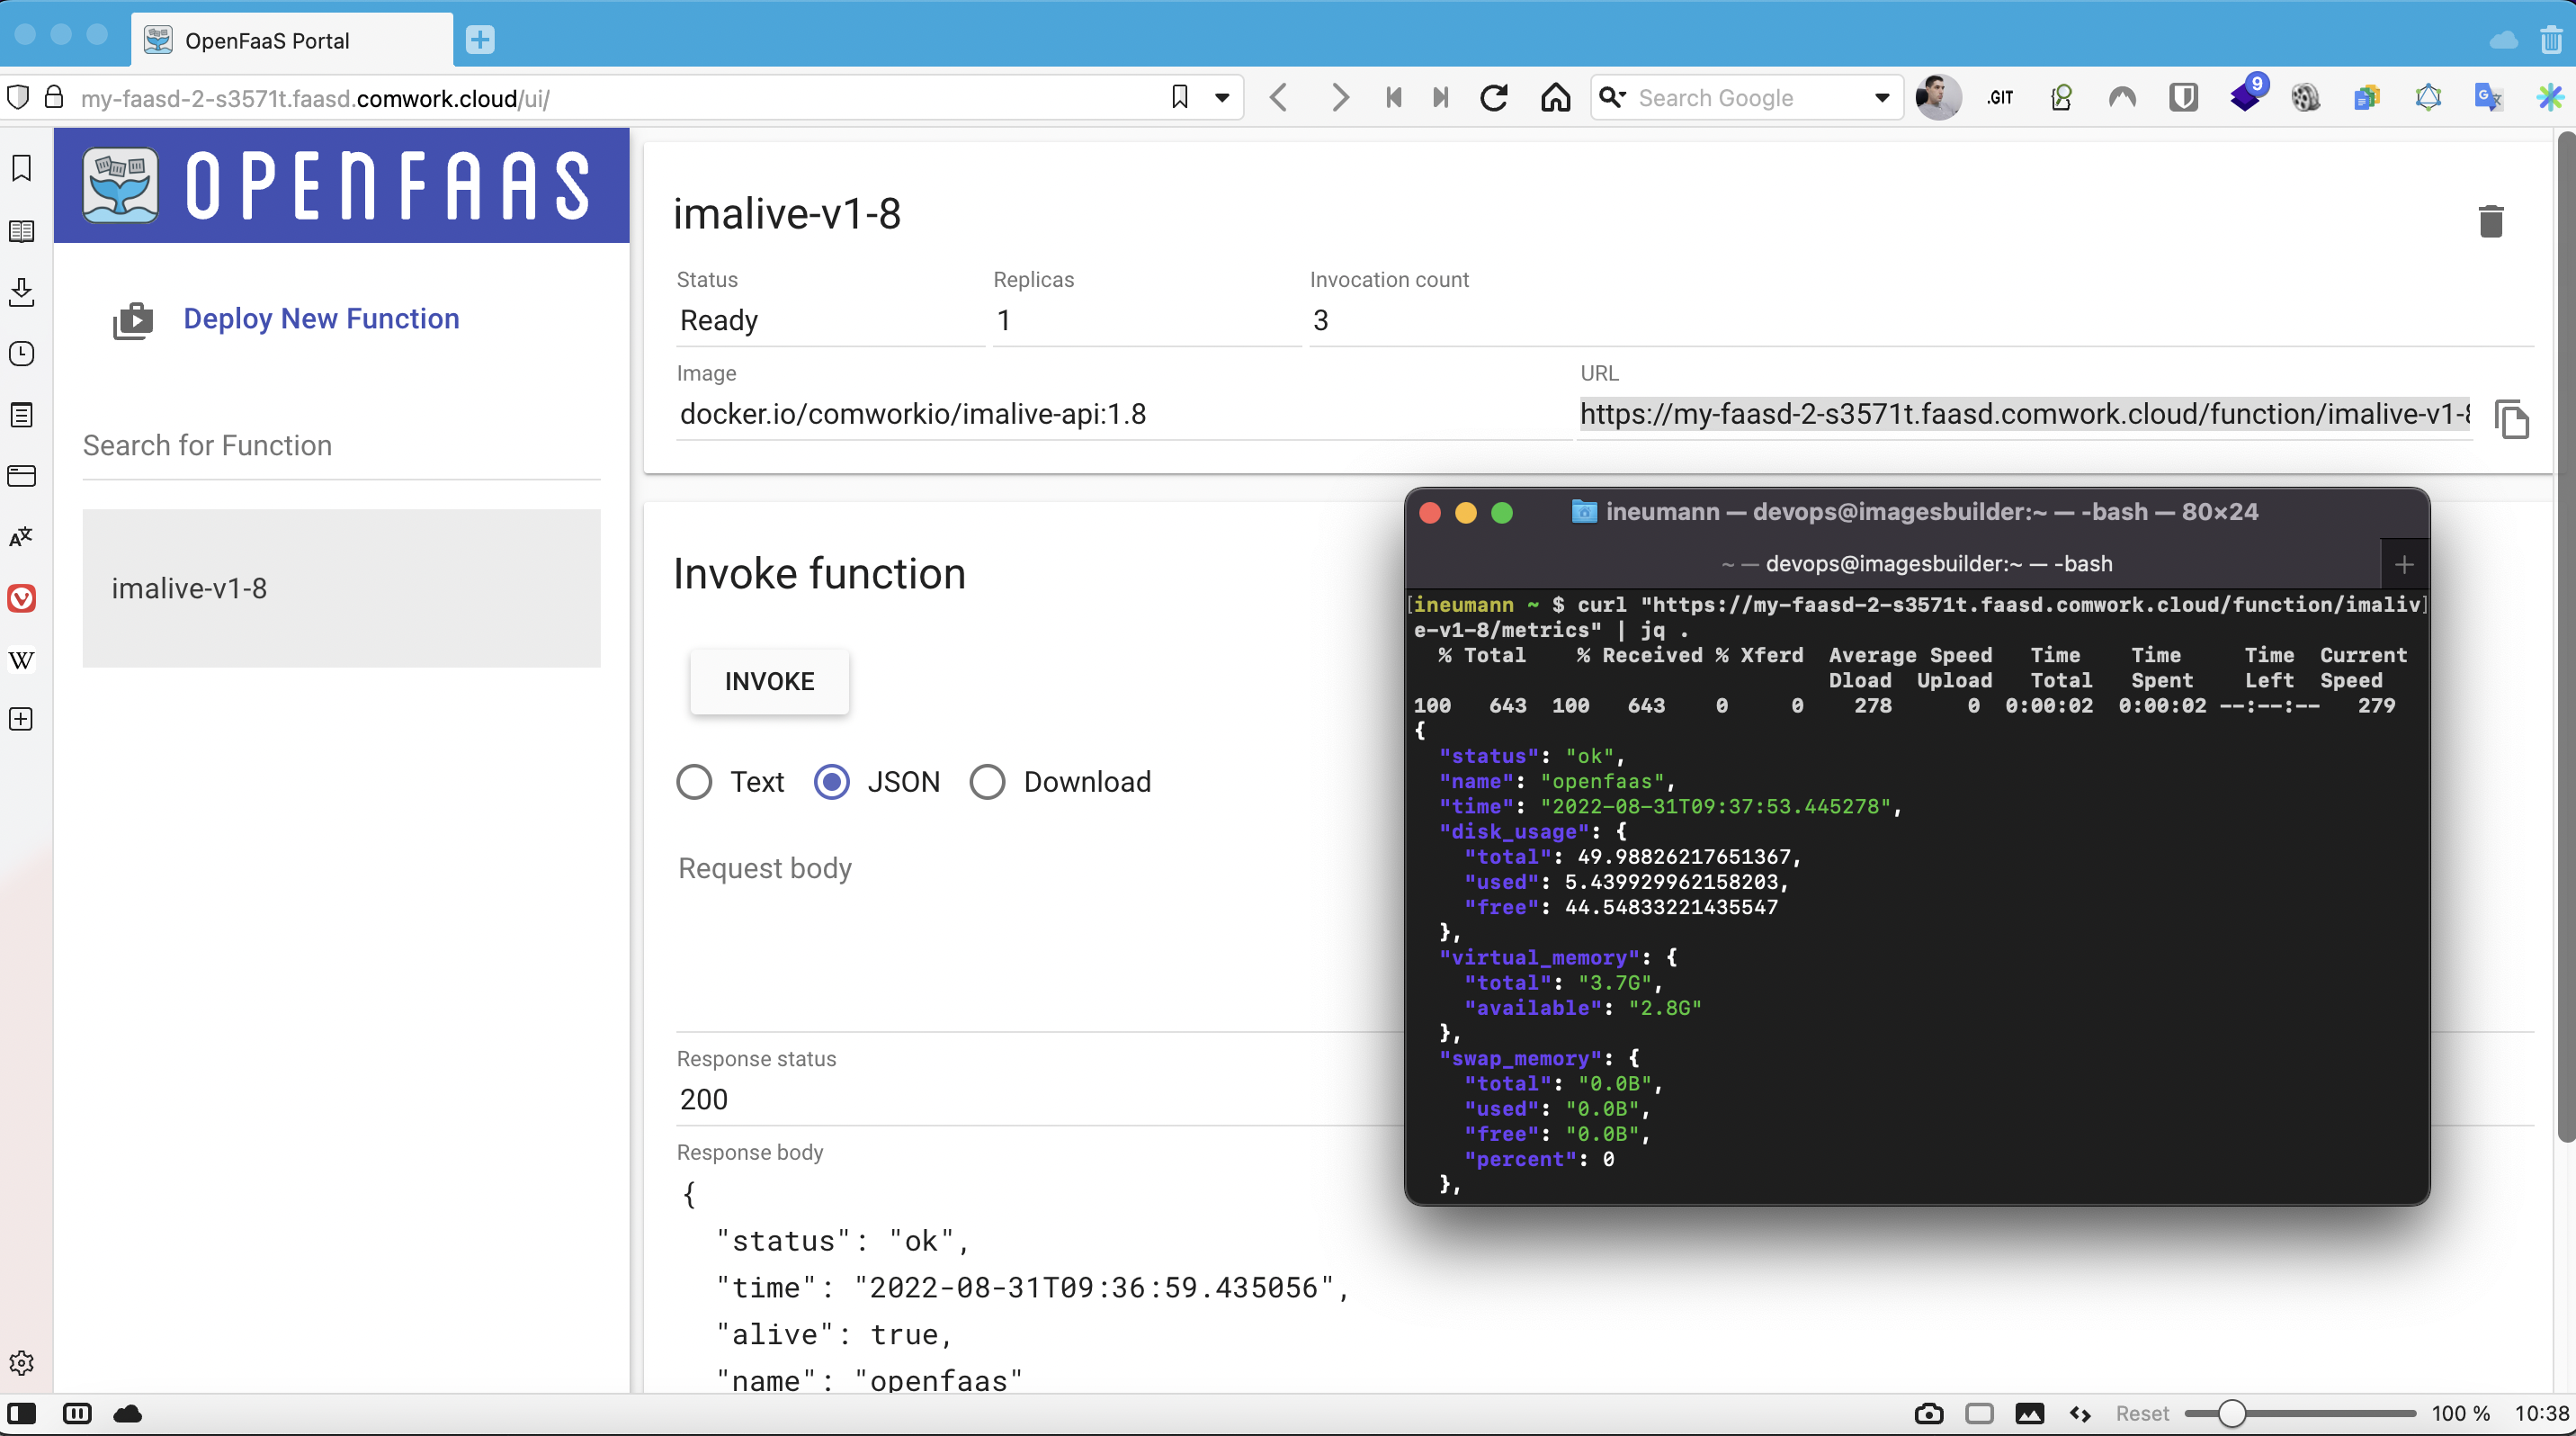 OpenFaaS Portal
my-faasd-2-s3571t.faasd.comwork.cloud/ui/
Search Google
.GIT
9
OPENFAAS
Deploy New Function
Search for Function
imalive-v1-8
W
imalive-v1-8
Status
Replicas
Invocation count
Ready
1
3
Image
URL
docker.io/comworkio/imalive-api:1.8
https://my-faasd-2-s3571t.faasd.comwork.cloud/function/imalive-v1-8
Invoke function
INVOKE
Text
JSON
Download
Request body
Response status
200
Response body
{
"status": "ok",
"time": "2022-08-31T09:36:59.435056",
"alive": true,
"name": "openfaas"
ineumann — devops@imagesbuilder:~ — -bash — 80×24
~ — devops@imagesbuilder:~ — -bash
[ineumann ~ $ curl "https://my-faasd-2-s3571t.faasd.comwork.cloud/function/imaliv]
e-v1-8/metrics" | jq .
% Total % Received % Xferd Average Speed Time Time Time Current
Dload Upload Total Spent Left Speed
100 643 100 643 0 0 278 0 0:00:02 0:00:02 --:--:-- 279
{
"status": "ok",
"name": "openfaas",
"time": "2022-08-31T09:37:53.445278",
"disk_usage": {
"total": 49.98826217651367,
"used": 5.439929962158203,
"free": 44.54833221435547
},
"virtual_memory": {
"total": "3.7G",
"available": "2.8G"
},
"swap_memory": {
"total": "0.0B",
"used": "0.0B",
"free": "0.0B",
"percent": 0
},
Reset
100 %
10:38